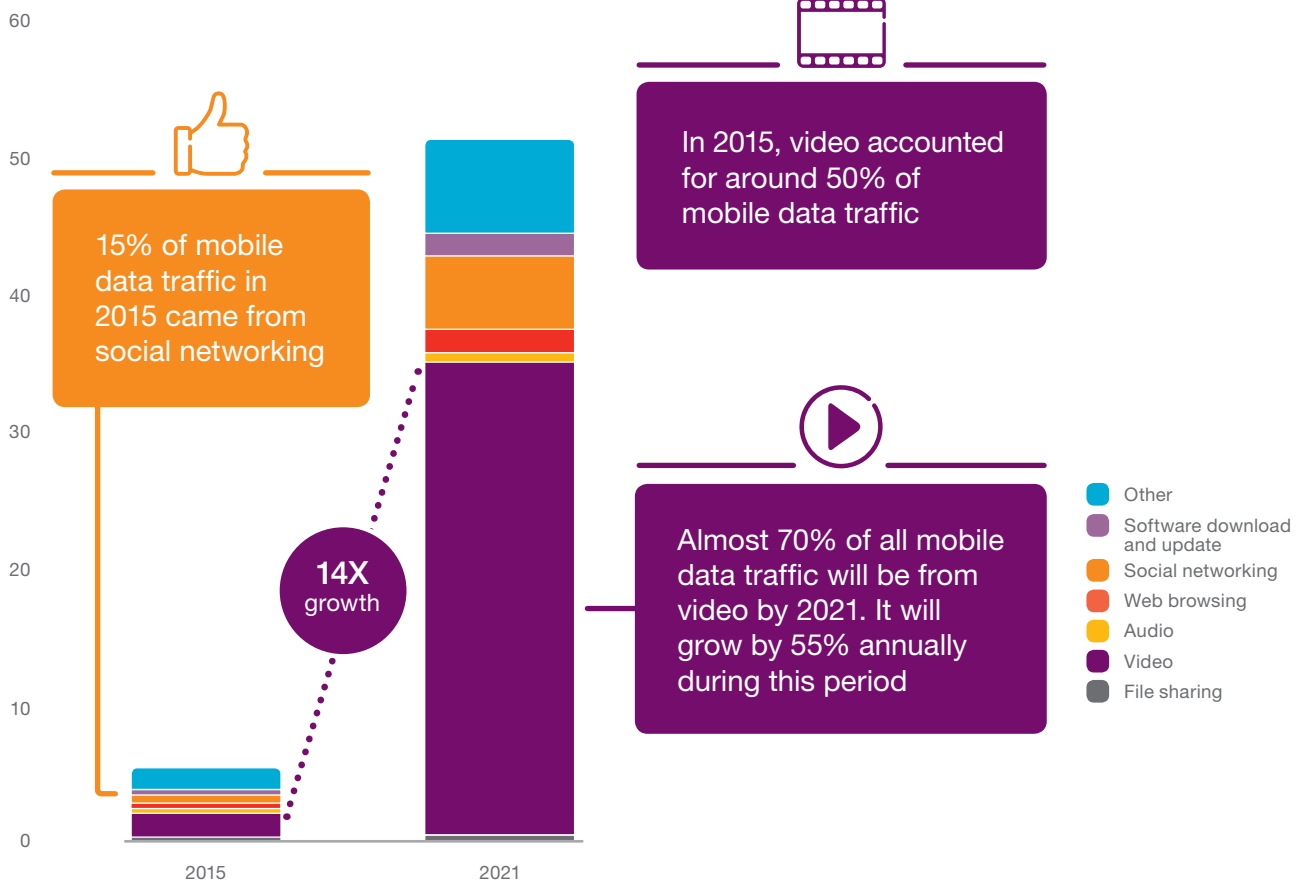 60
50
40
30
20
10
0
15% of mobile
data traffic in
2015 came from
social networking
14X
growth
In 2015, video accounted
for around 50% of
mobile data traffic
Almost 70% of all mobile
data traffic will be from
video by 2021. It will
grow by 55% annually
during this period
Other
Software download
and update
Social networking
Web browsing
Audio
Video
File sharing
2015
2021